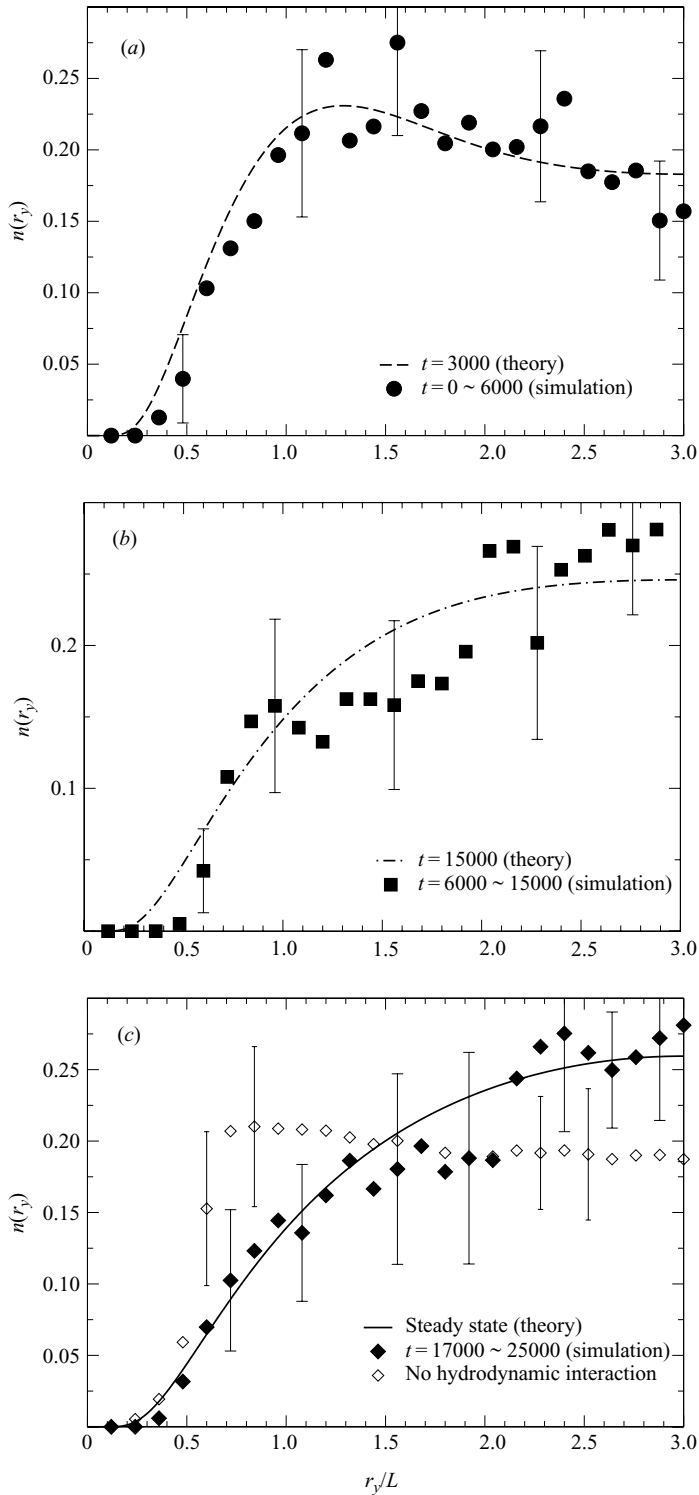 (a)
0.25
0.20
0.15
0.10
0.05
n(r_y)
t = 3000 (theory)
t = 0 ~ 6000 (simulation)
0 0.5 1.0 1.5 2.0 2.5 3.0
(b)
0.2
0.1
n(r_y)
t = 15000 (theory)
t = 6000 ~ 15000 (simulation)
0 0.5 1.0 1.5 2.0 2.5 3.0
(c)
0.25
0.20
0.15
0.10
0.05
n(r_y)
Steady state (theory)
t = 17000 ~ 25000 (simulation)
No hydrodynamic interaction
0 0.5 1.0 1.5 2.0 2.5 3.0
r_y/L